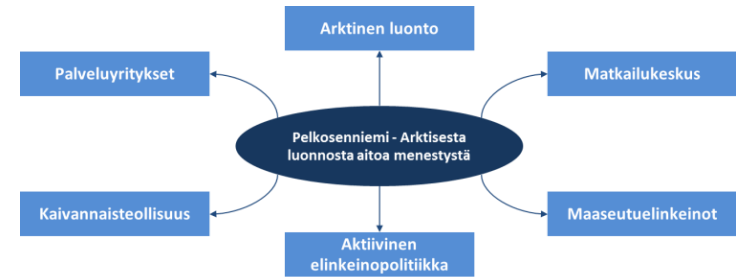 Arktinen luonto
Palveluyritykset
Matkailukeskus
Pelkosenniemi - Arktisesta
luonnosta aitoa menestystä
Kaivannaisteollisuus
Maaseutuelinkeinot
Aktiivinen
elinkeinopolitiikka